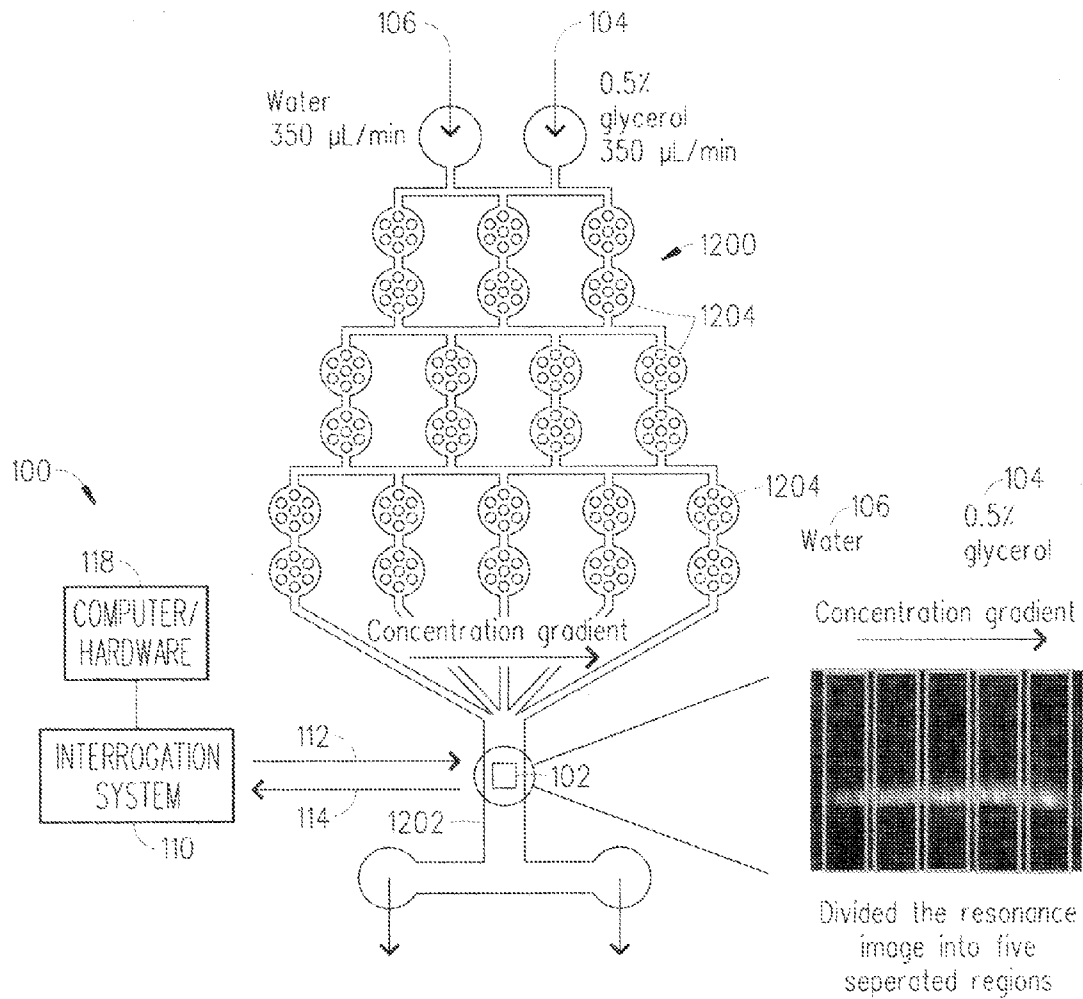 106
104
Water
350 µL/min
0.5%
glycerol
350 µL/min
1200
1204
100
1204
106
Water
104
0.5%
glycerol
118
COMPUTER/
HARDWARE
Concentration gradient
Concentration gradient
INTERROGATION
SYSTEM
112
102
114
1202
110
Divided the resonance
image into five
seperated regions